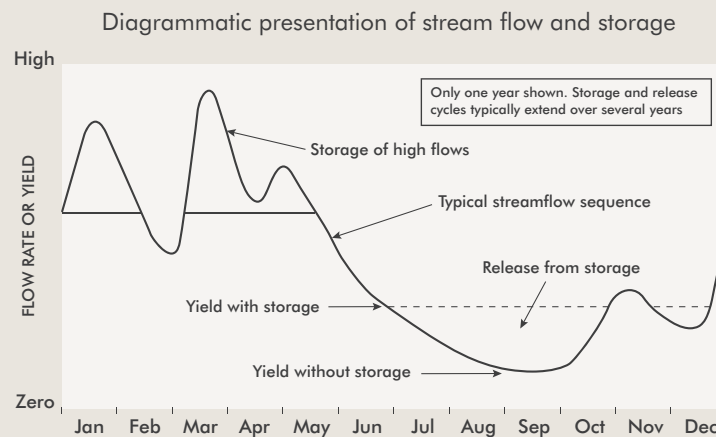 Diagrammatic presentation of stream flow and storage
High
Only one year shown. Storage and release
cycles typically extend over several years
Storage of high flows
Typical streamflow sequence
FLOW RATE OR YIELD
Release from storage
Yield with storage
Yield without storage
Zero
Jan Feb Mar Apr May Jun Jul Aug Sep Oct Nov Dec